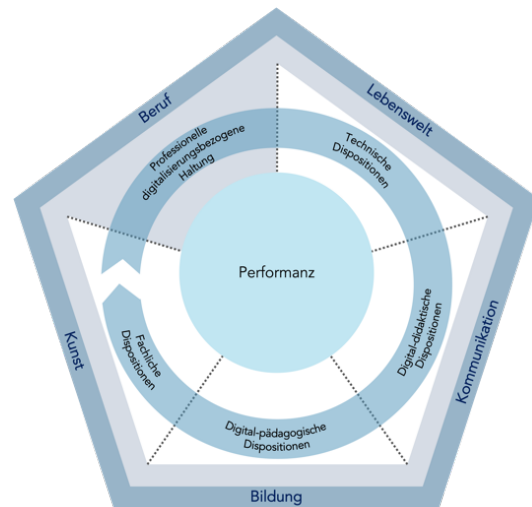 Beruf
Lebenswelt
Professionelle
digitalisierungsbezogene
Haltung
Technische
Dispositionen
Performanz
Kunst
Fachliche
Dispositionen
Digital-didaktische
Dispositionen
Kommunikation
Digital-pädagogische
Dispositionen
Bildung